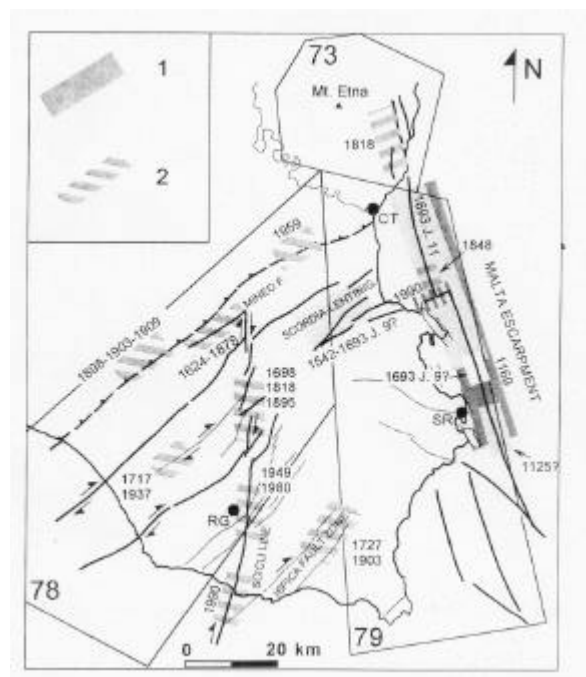 1
2
73
N
Mt. Etna
1818
CT
1959
1693 J. 11
1848
MALTA ESCARPMENT
1990
MINEO F.
SCORDIA-LENTINI G.
1898-1903-1909
1624-1878
1542-1693 J. 9?
1169
1693 J. 9?
1698
1818
1895
SR
1125?
1717
1937
1949
1980
RG
SCICLI LINE
ISPICA FAULT ZONE
1727
1903
1990
78
79
0 20 km